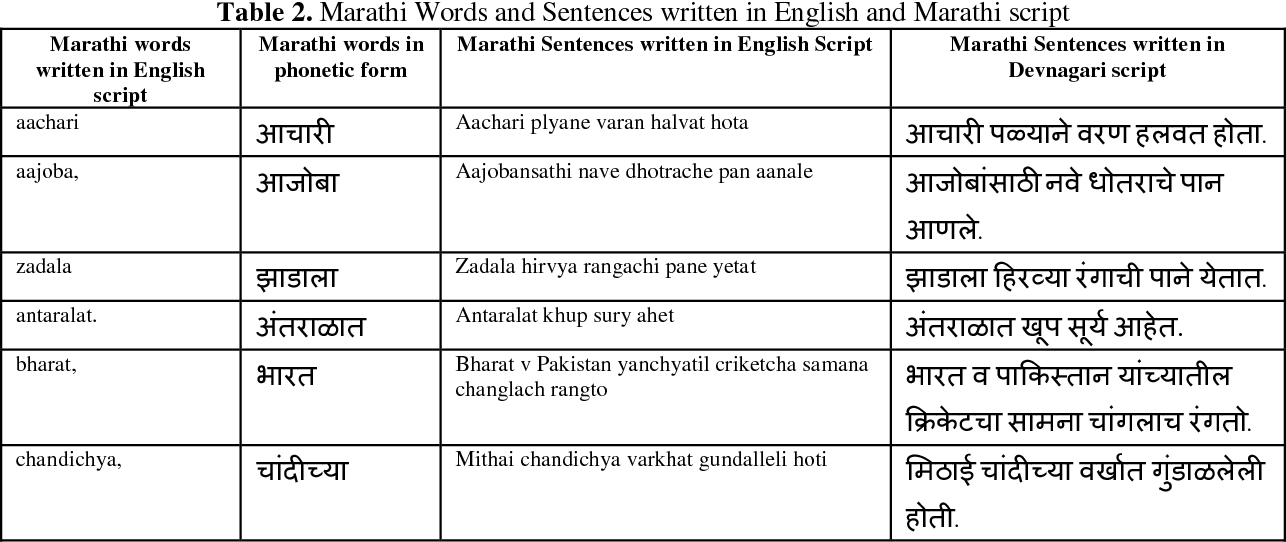 Table 2. Marathi Words and Sentences written in English and Marathi script
Marathi words written in English script
Marathi words in phonetic form
Marathi Sentences written in English Script
Marathi Sentences written in Devnagari script
aachari
आचारी
Aachari plyane varan halvat hota
आचारी पळ्याने वरण हलवत होता.
aajoba,
आजोबा
Aajobansathi nave dhotrache pan aanale
आजोबांसाठी नवे धोतराचे पान
आणले.
zadala
झाडाला
Zadala hirvya rangachi pane yetat
झाडाला हिरव्या रंगाची पाने येतात.
antaralat.
अंतराळात
Antaralat khup sury ahet
अंतराळात खूप सूर्य आहेत.
bharat,
भारत
Bharat v Pakistan yanchyatil criketcha samana
changlach rangto
भारत व पाकिस्तान यांच्यातील
क्रिकेटचा सामना चांगलाच रंगतो.
chandichya,
चांदीच्या
Mithai chandichya varkhat gundalleli hoti
मिठाई चांदीच्या वर्खात गुंडाळलेली
होती.